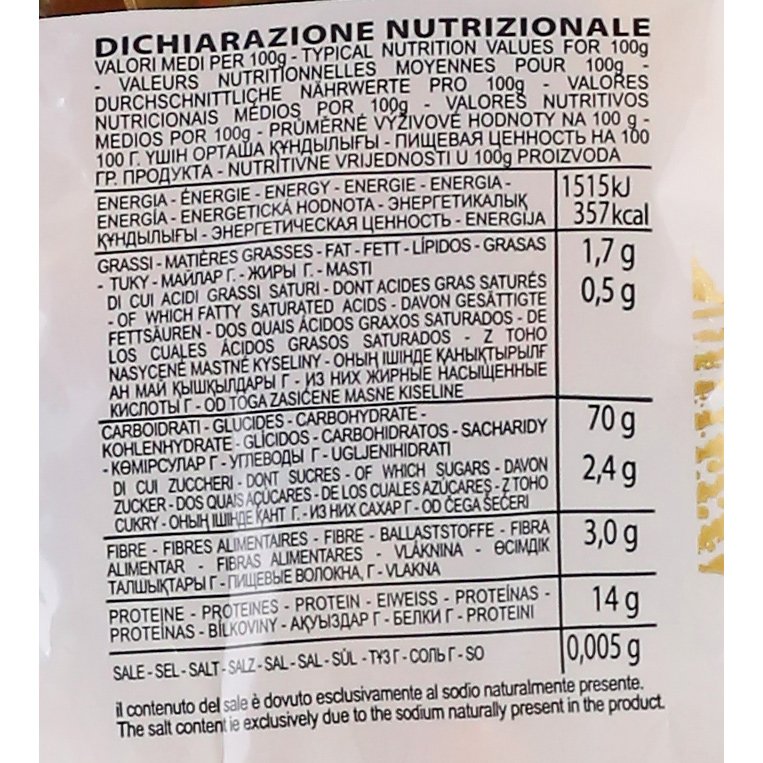 DICHIARAZIONE NUTRIZIONALE
VALORI MEDI PER 100g - TYPICAL NUTRITION VALUES FOR 100g
- VALEURS NUTRITIONNELLES MOYENNES POUR 100g -
DURCHSCHNITTLICHE NÄHRWERTE PRO 100g - VALORES
NUTRICIONAIS MÉDIOS POR 100g - VALORES NUTRITIVOS
MEDIOS POR 100g - PRŮMĚRNÉ VÝŽIVOVÉ HODNOTY NA 100 g -
100 Г. ҮШІН ОРТАША ҚҰНДЫЛЫҒЫ - ПИЩЕВАЯ ЦЕННОСТЬ НА 100
ГР. ПРОДУКТА - NUTRITIVNE VRIJEDNOSTI U 100g PROIZVODA
ENERGIA - ÉNERGIE - ENERGY - ENERGIE - ENERGIA - 1515kJ
ENERGÍA - ENERGETICKÁ HODNOTA - ЭНЕРГЕТИКАЛЫҚ 357kcal
ҚҰНДЫЛЫҒЫ - ЭНЕРГЕТИЧЕСКАЯ ЦЕННОСТЬ - ENERGIJA
GRASSI - MATIÈRES GRASSES - FAT - FETT - LÍPIDOS - GRASAS 1,7 g
- TUKY - МАЙЛАР Г. - ЖИРЫ Г. - MASTI
DI CUI ACIDI GRASSI SATURI - DONT ACIDES GRAS SATURÉS 0,5 g
- OF WHICH FATTY SATURATED ACIDS - DAVON GESÄTTIGTE
FETTSÄUREN - DOS QUAIS ÁCIDOS GRAXOS SATURADOS - DE
LOS CUALES ÁCIDOS GRASOS SATURADOS - Z TOHO
NASYCENÉ MASTNÉ KYSELINY - ОНЫҢ ІШІНДЕ ҚАНЫҚТЫРЫЛҒ
АН МАЙ ҚЫШҚЫЛДАРЫ Г - ИЗ НИХ ЖИРНЫЕ НАСЫЩЕННЫЕ
КИСЛОТЫ Г - OD TOGA ZASIĆENE MASNE KISELINE
CARBOIDRATI - GLUCIDES - CARBOHYDRATE - 70 g
KOHLENHYDRATE - GLÍCIDOS - CARBOHIDRATOS - SACHARIDY
- КӨМІРСУЛАР Г - УГЛЕВОДЫ Г - UGLJENIHIDRATI
DI CUI ZUCCHERI - DONT SUCRES - OF WHICH SUGARS - DAVON 2,4 g
ZUCKER - DOS QUAIS AÇÚCARES - DE LOS CUALES AZÚCARES - Z TOHO
CUKRY - ОНЫҢ ІШІНДЕ ҚАНТ Г. - ИЗ НИХ САХАР Г - OD ČEGA ŠEĆERI
FIBRE - FIBRES ALIMENTAIRES - FIBRE - BALLASTSTOFFE - FIBRA 3,0 g
ALIMENTAR - FIBRAS ALIMENTARES - VLÁKNINA - ӨСІМДІК
ТАЛШЫҚТАРЫ Г - ПИЩЕВЫЕ ВОЛОКНА, Г - VLAKNA
PROTEINE - PROTEINES - PROTEIN - EIWEISS - PROTEÍNAS - 14 g
PROTEÍNAS - BÍLKOVINY - АҚУЫЗДАР Г - БЕЛКИ Г - PROTEINI
SALE - SEL - SALT - SALZ - SAL - SAL - SŮL - ТҰЗ Г - СОЛЬ Г - SO 0,005 g
il contenuto del sale è dovuto esclusivamente al sodio naturalmente presente.
The salt content ie exclusively due to the sodium naturally present in the product.